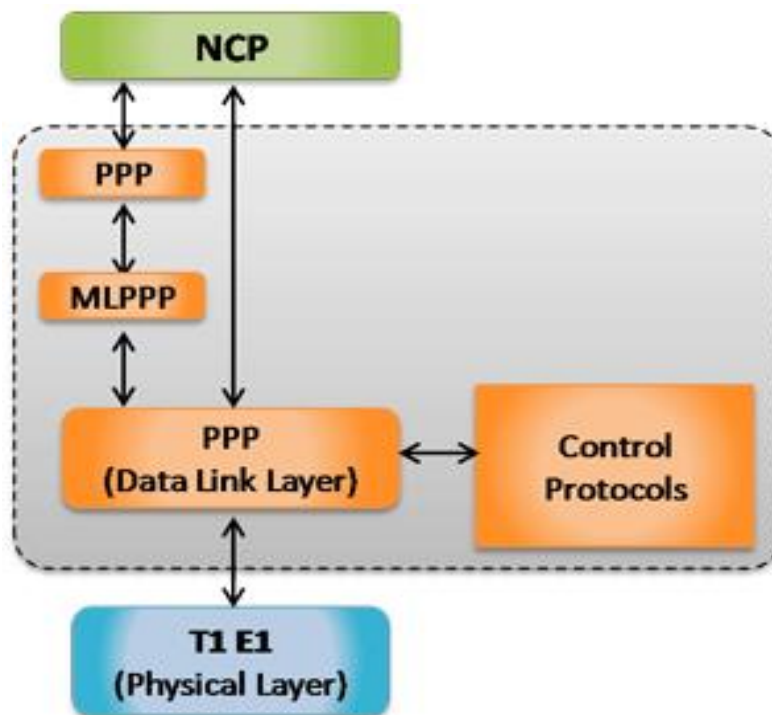 NCP
PPP
MLPPP
PPP
(Data Link Layer)
Control
Protocols
T1 E1
(Physical Layer)